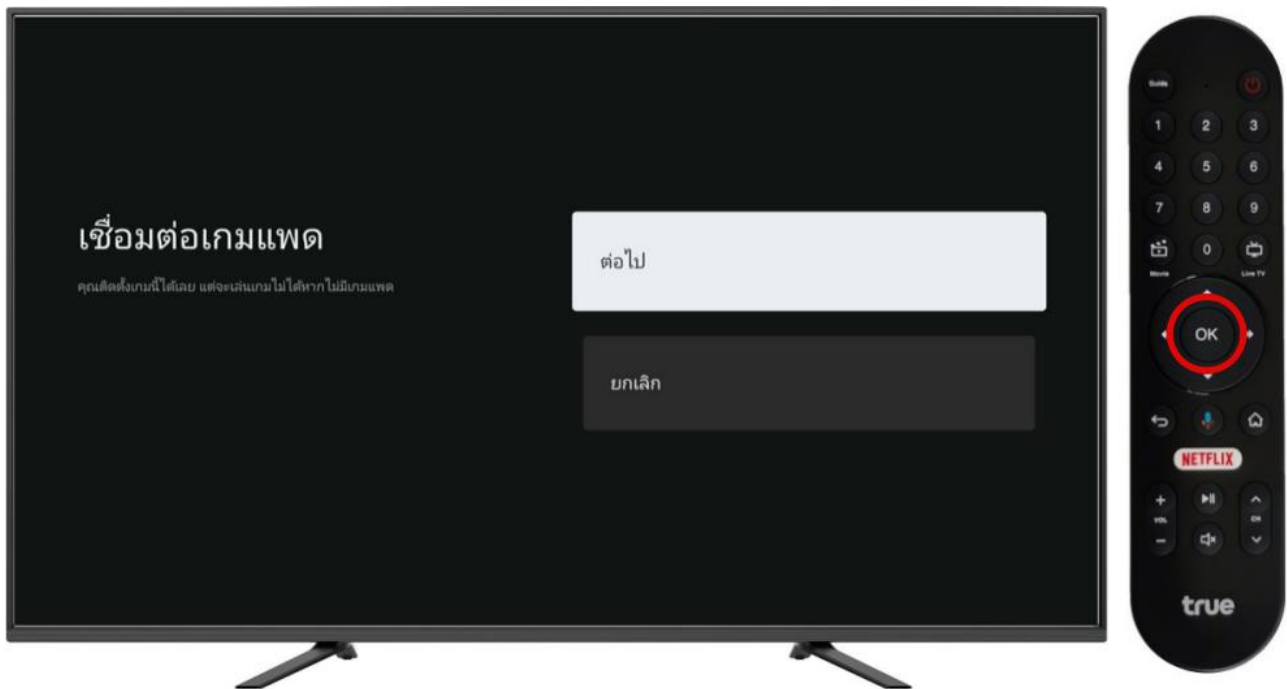 เชื่อมต่อเกมแพด
คุณติดตั้งเกมนี้ได้เลย แต่จะเล่นเกมไม่ได้หากไม่มีเกมแพด
ต่อไป
ยกเลิก
Guide
1 2 3
4 5 6
7 8 9
0
Movie Live TV
OK
NETFLIX
+
VOL CH
-
true